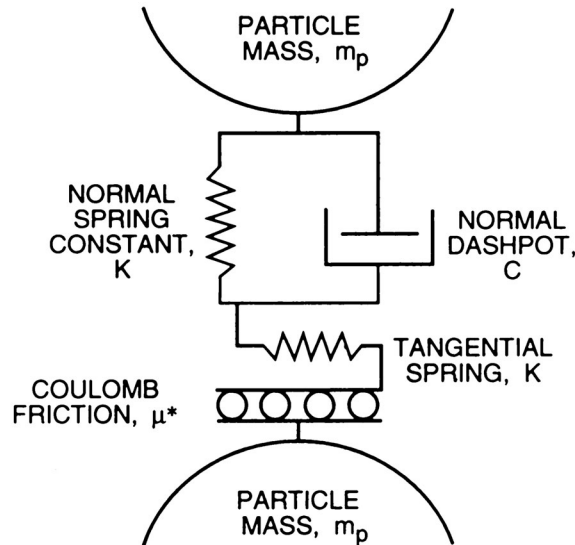 PARTICLE
MASS, mp
NORMAL
SPRING
CONSTANT,
K
NORMAL
DASHPOT,
C
TANGENTIAL
SPRING, K
COULOMB
FRICTION, μ*
PARTICLE
MASS, mp